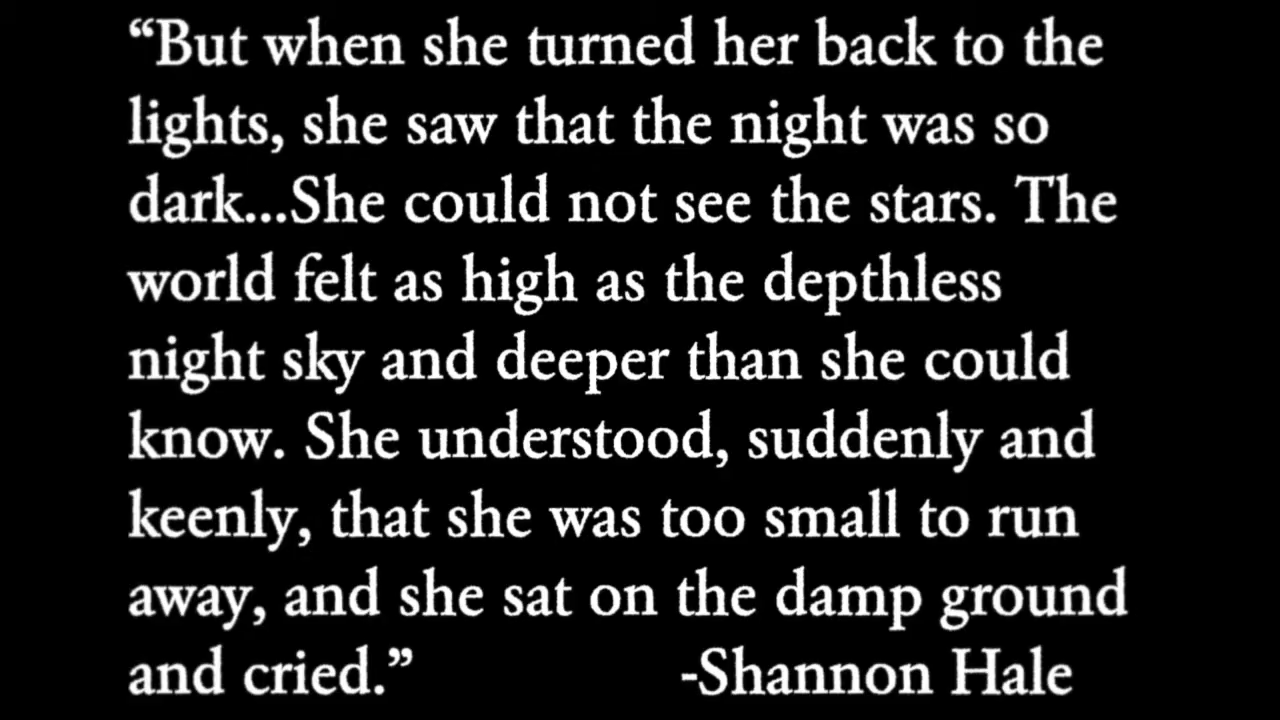 “But when she turned her back to the
lights, she saw that the night was so
dark...She could not see the stars. The
world felt as high as the depthless
night sky and deeper than she could
know. She understood, suddenly and
keenly, that she was too small to run
away, and she sat on the damp ground
and cried.” -Shannon Hale